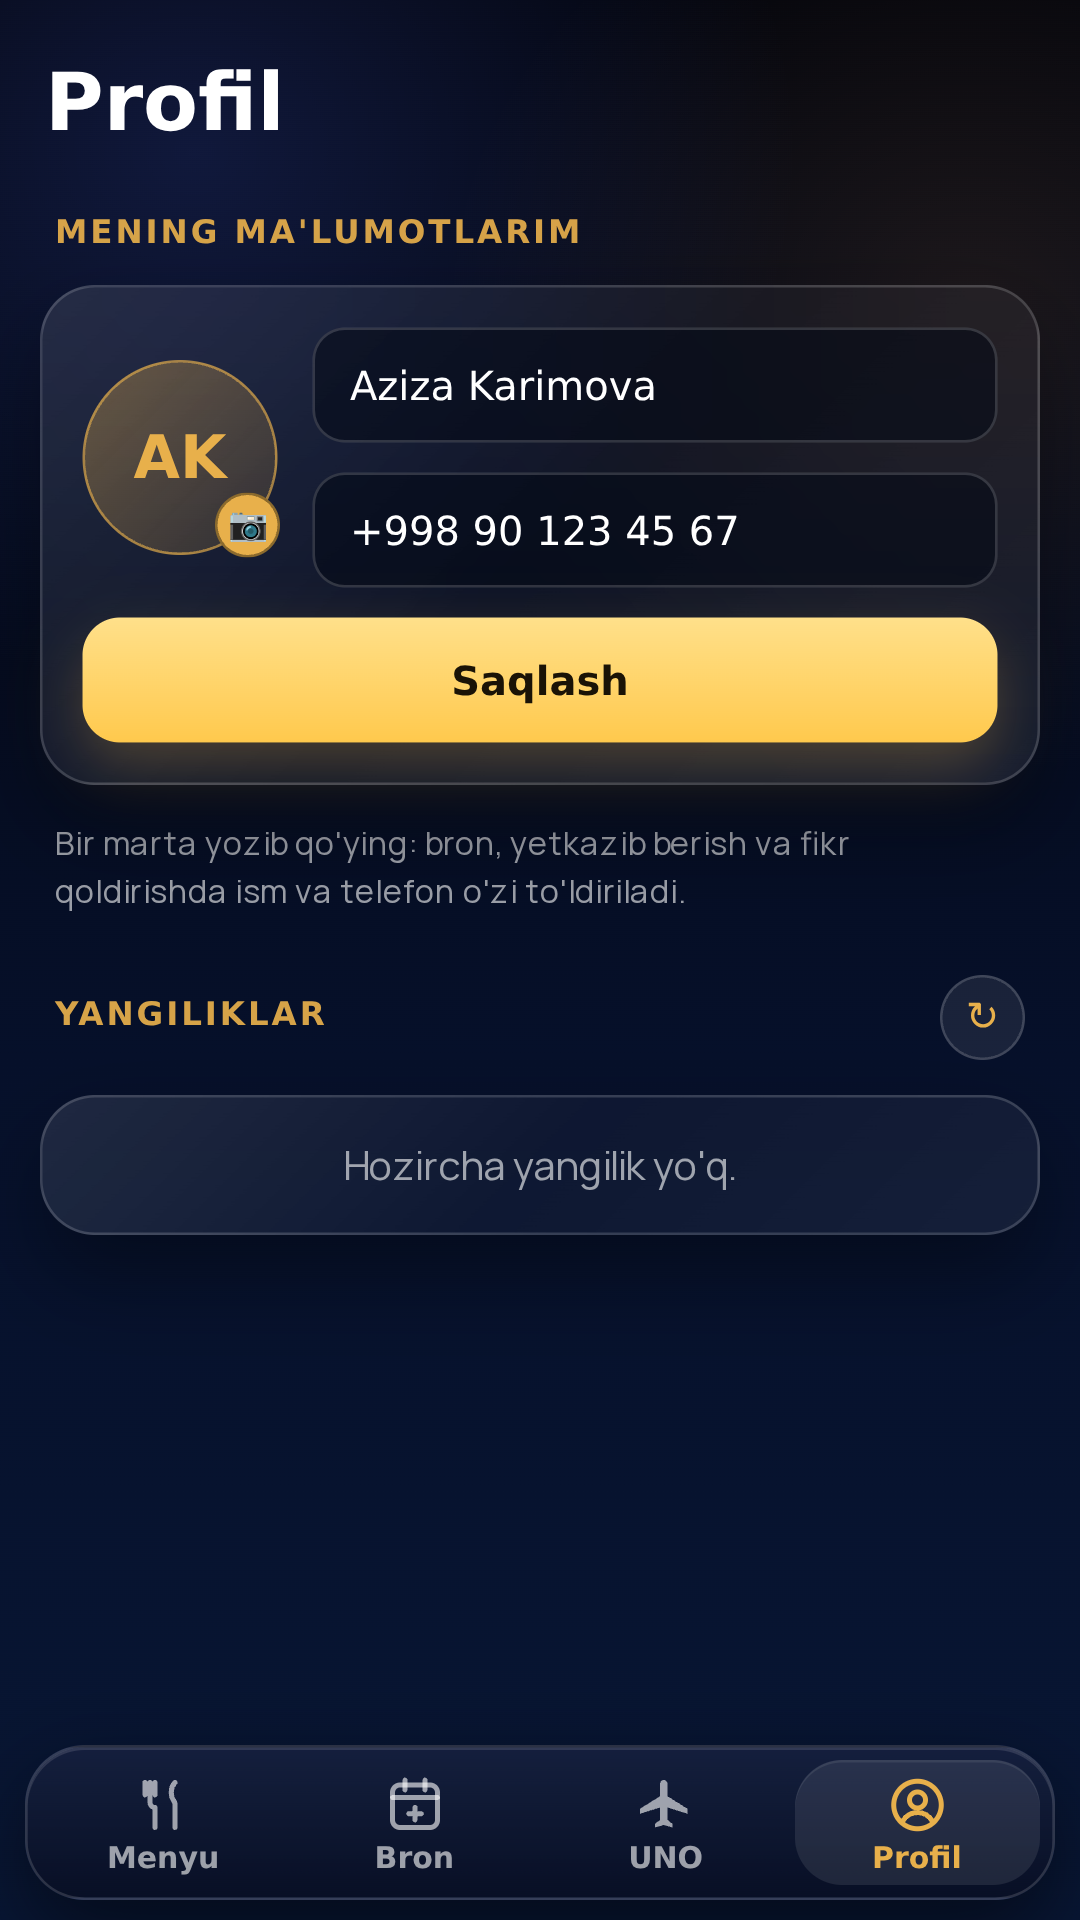 Profil
MENING MA'LUMOTLARIM
AK
Aziza Karimova
+998 90 123 45 67
Saqlash
Bir marta yozib qo'ying: bron, yetkazib berish va fikr
qoldirishda ism va telefon o'zi to'ldiriladi.
YANGILIKLAR
Hozircha yangilik yo'q.
Menyu
Bron
UNO
Profil